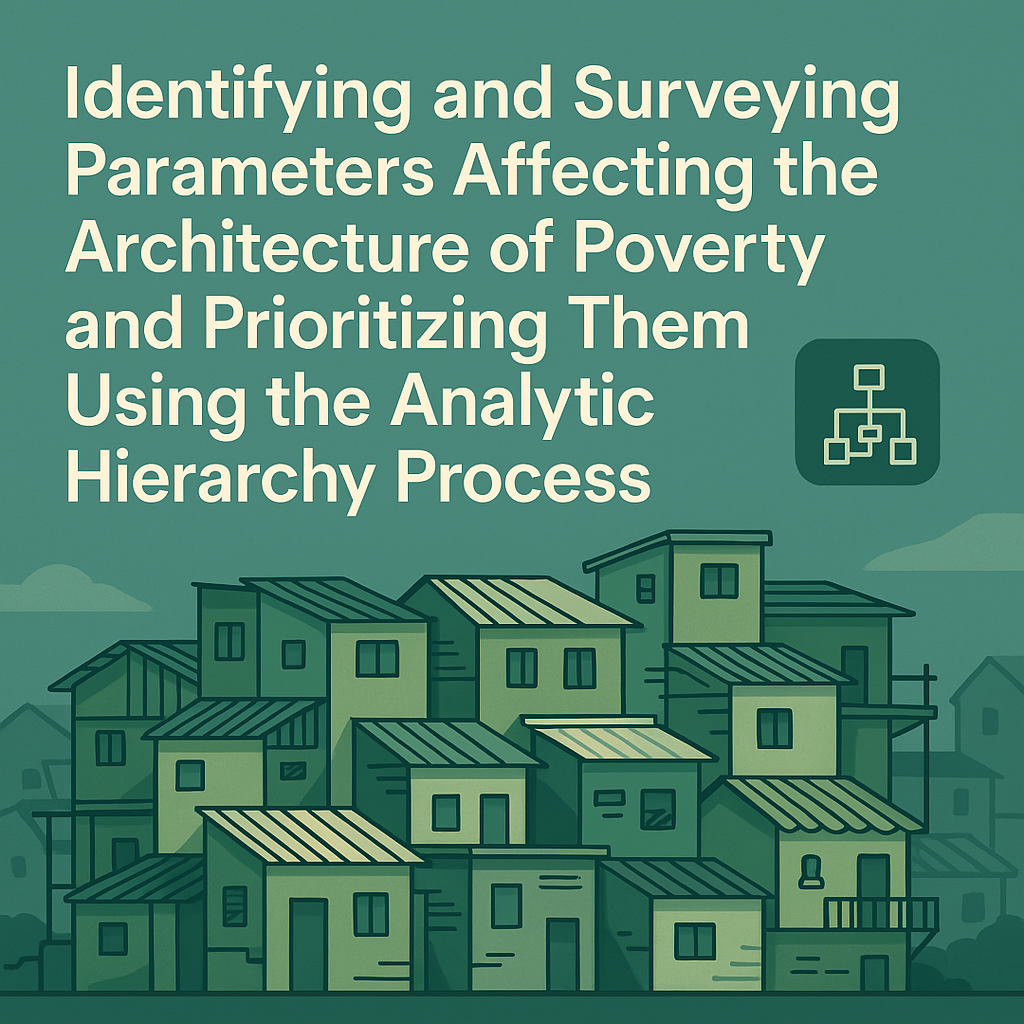 Identifying and Surveying
Parameters Affecting the
Architecture of Poverty
and Prioritizing Them
Using the Analytic
Hierarchy Process